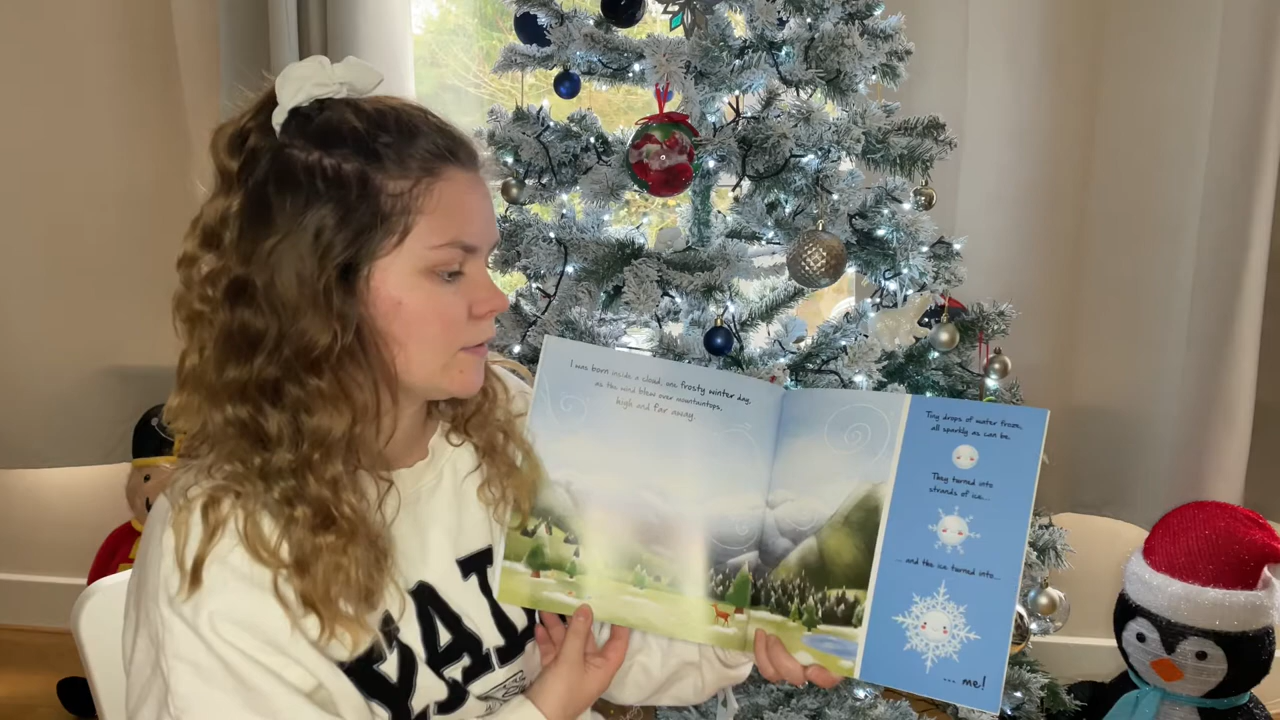 I was born inside a cloud, one frosty winter day,
as the wind blew over mountaintops,
high and far away.
Tiny drops of water froze,
all sparkly as can be.
They turned into
strands of ice...
... and the ice turned into...
... me!
YALE